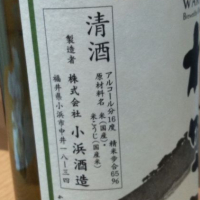 清酒
アルコール分16度 精米歩合65%
原材料名 米(国産)・
米こうじ(国産米)
製造者
株式会社 小浜酒造
福井県小浜市中井一八ー三四
WA